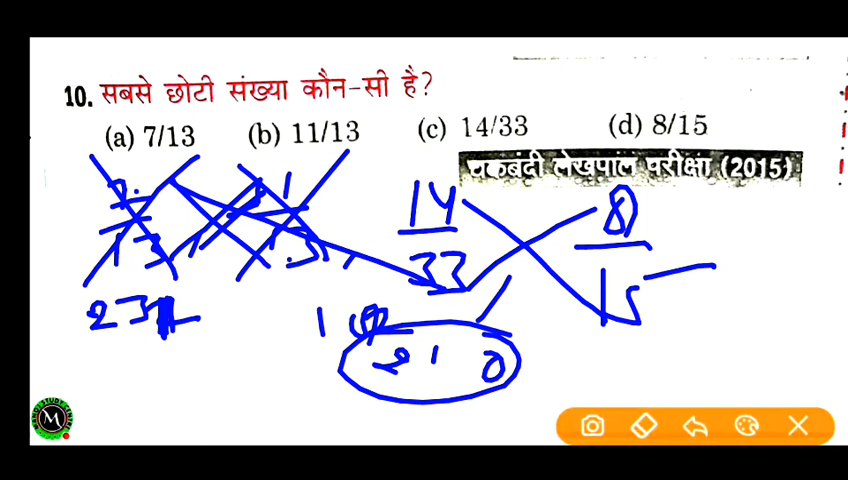 10. सबसे छोटी संख्या कौन-सी है?
(a) 7/13 (b) 11/13 (c) 14/33 (d) 8/15
चकबंदी लेखपाल परीक्षा (2015)
14 8
33 15
231
210
M